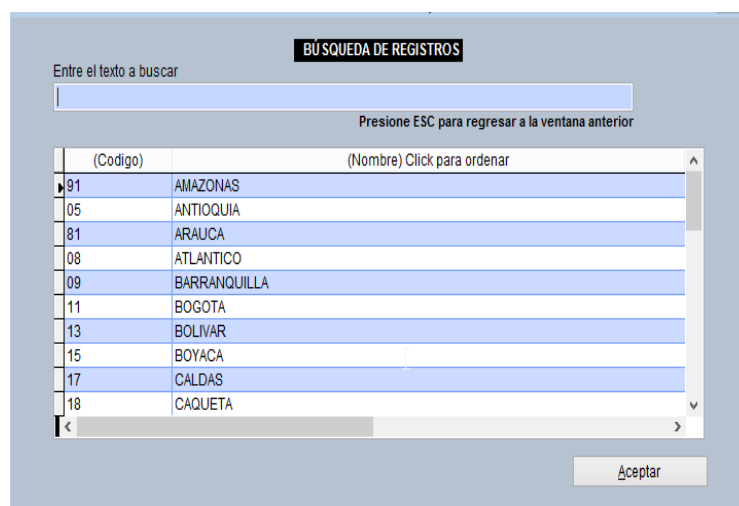 BÚSQUEDA DE REGISTROS
Entre el texto a buscar
Presione ESC para regresar a la ventana anterior
(Codigo) (Nombre) Click para ordenar
91 AMAZONAS
05 ANTIOQUIA
81 ARAUCA
08 ATLANTICO
09 BARRANQUILLA
11 BOGOTA
13 BOLIVAR
15 BOYACA
17 CALDAS
18 CAQUETA
Aceptar